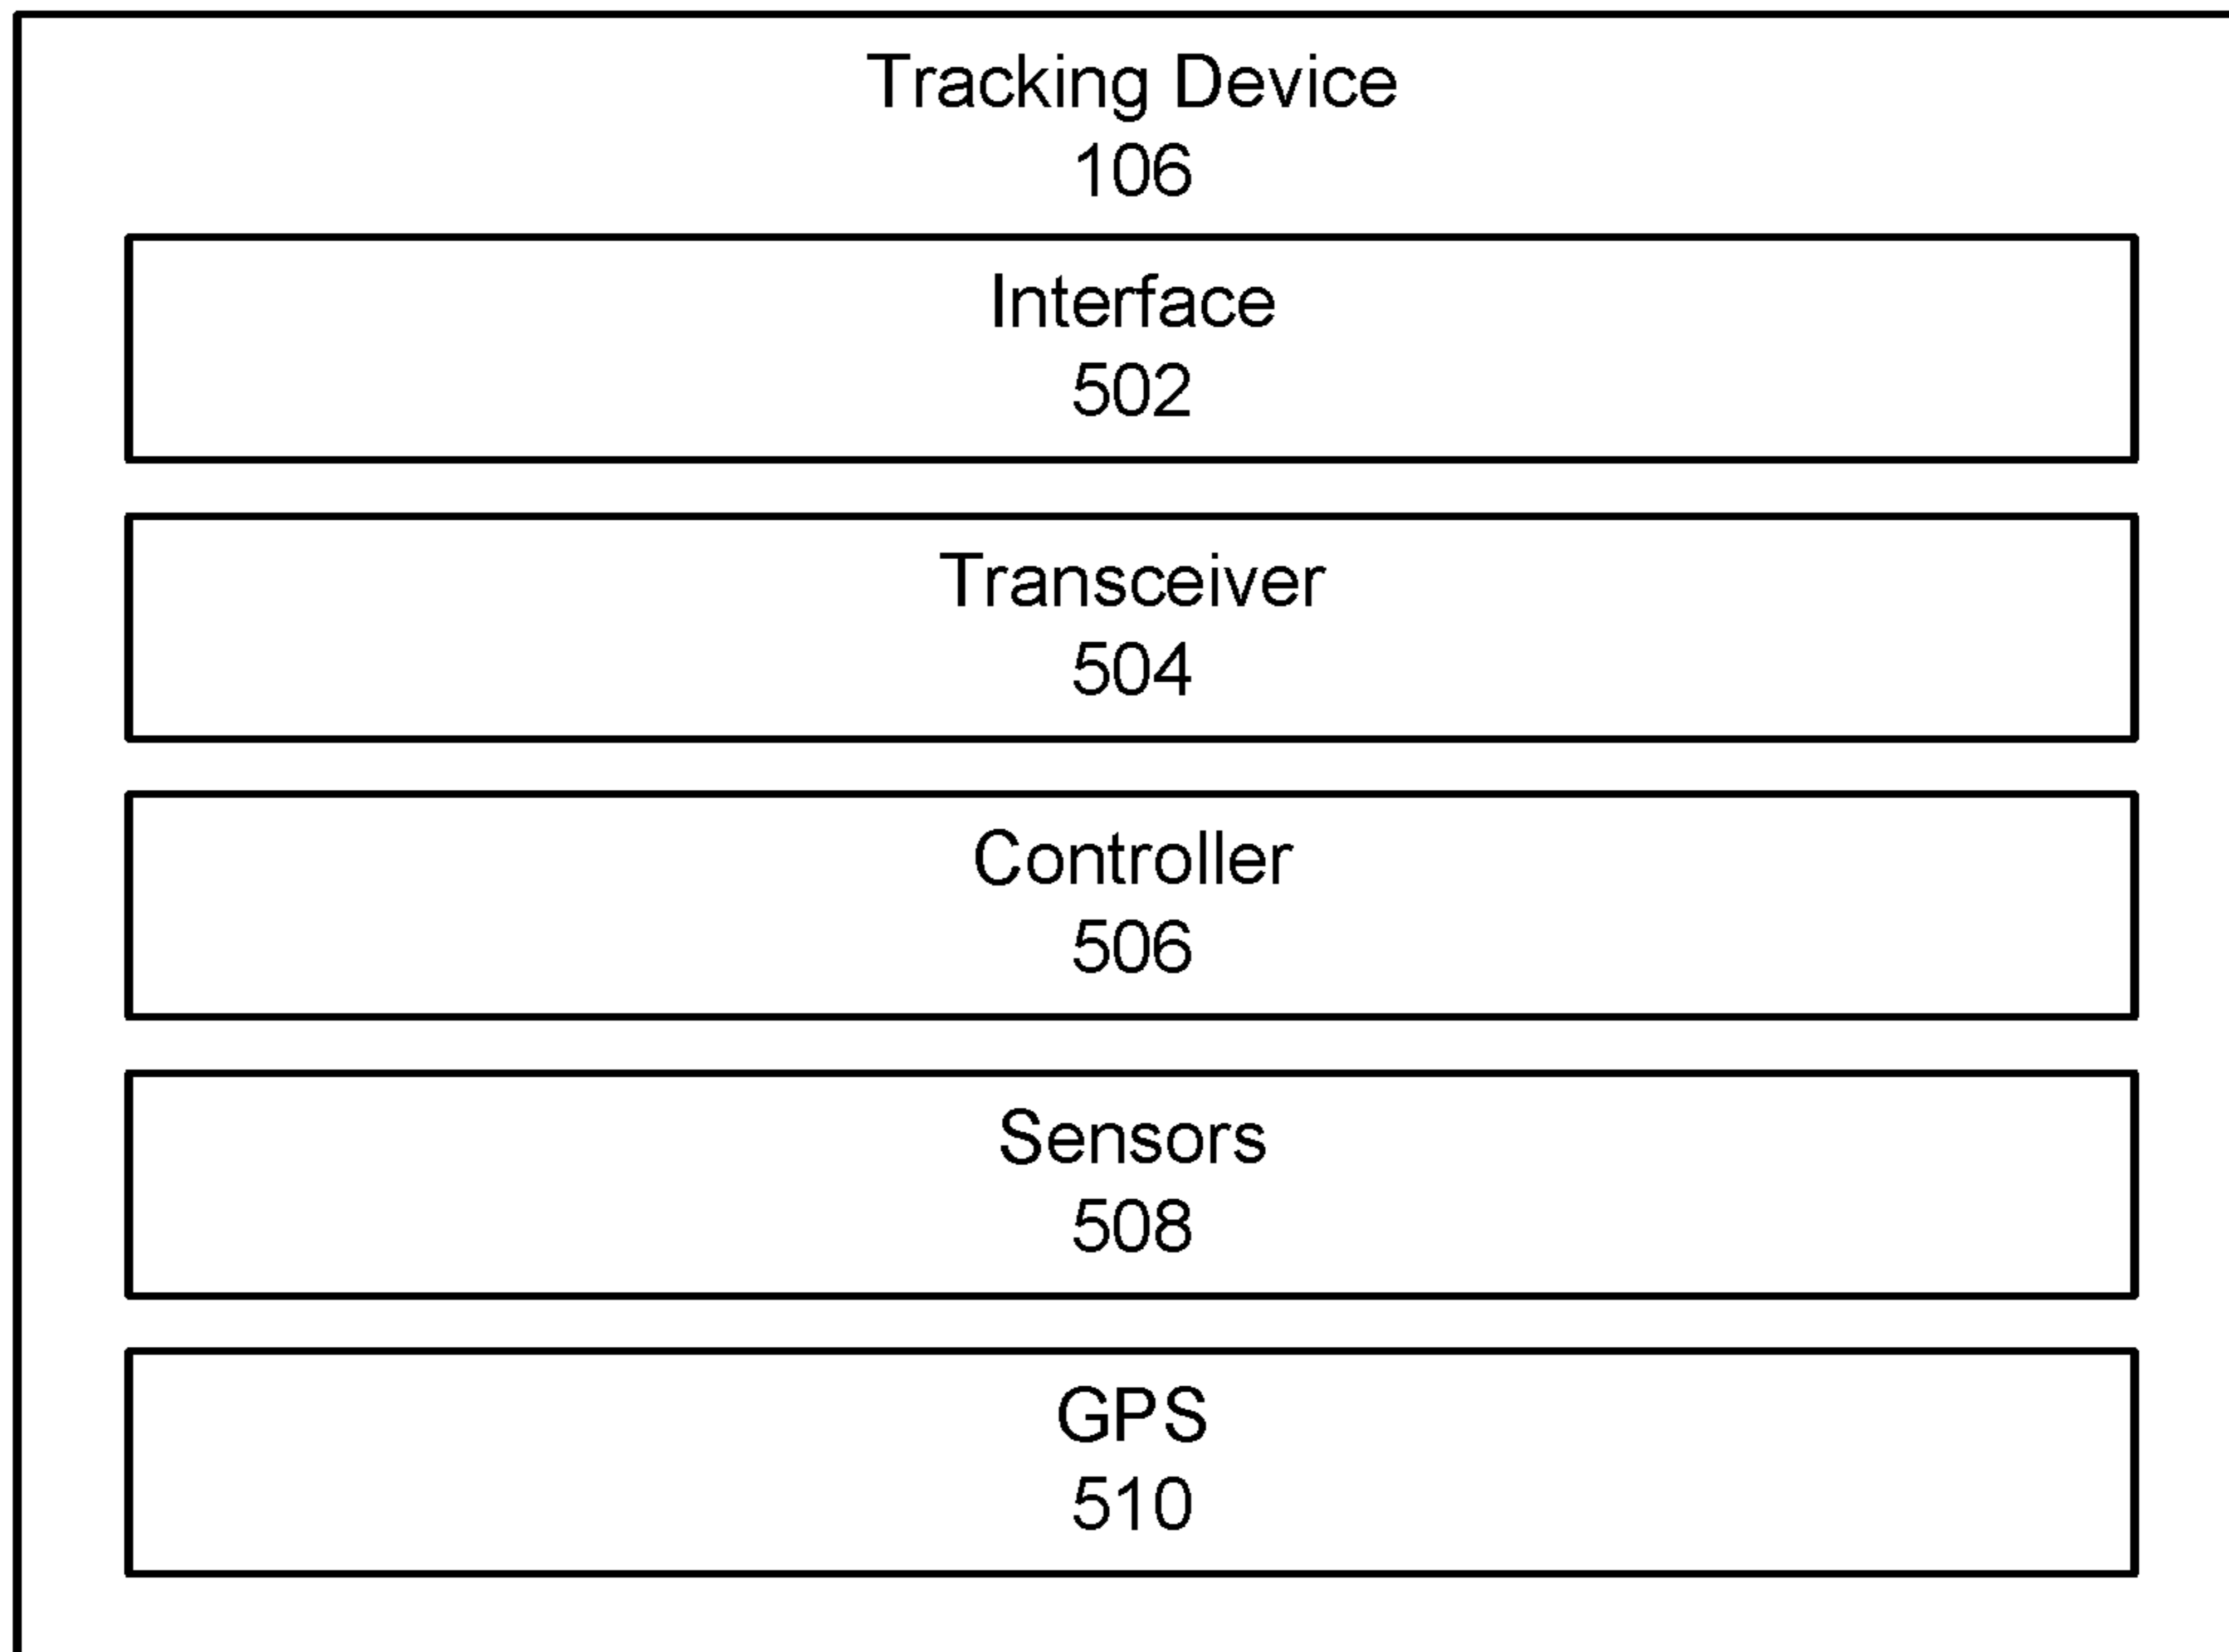 Tracking Device
106
Interface
502
Transceiver
504
Controller
506
Sensors
508
GPS
510